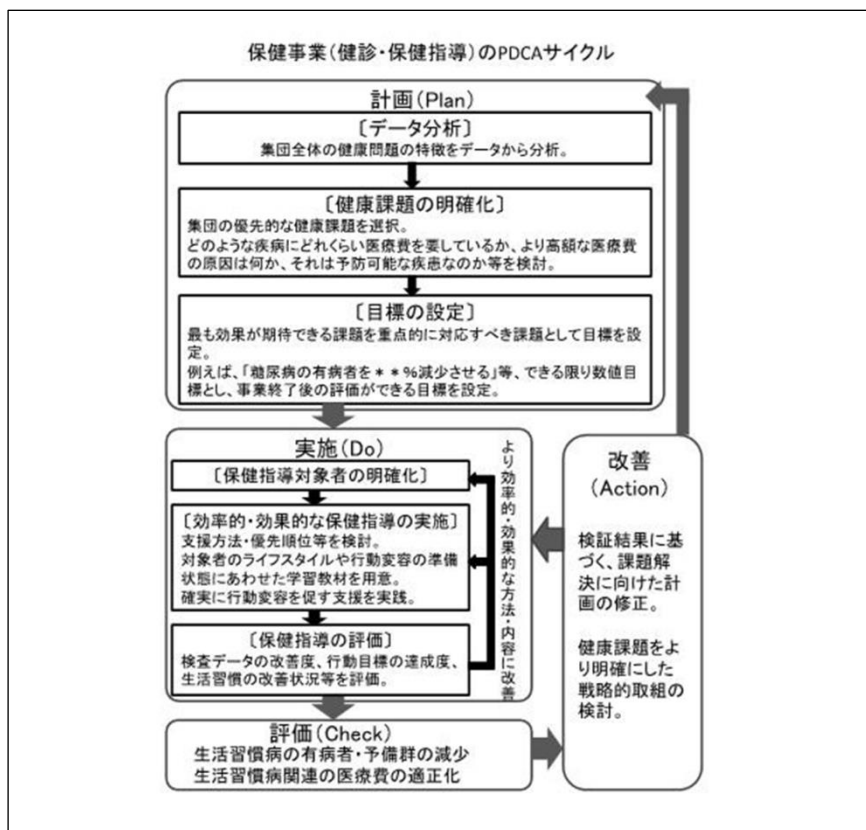 保健事業(健診・保健指導)のPDCAサイクル
計画(Plan)
〔データ分析〕
集団全体の健康問題の特徴をデータから分析。
〔健康課題の明確化〕
集団の優先的な健康課題を選択。
どのような疾病にどれくらい医療費を要しているか、より高額な医療費
の原因は何か、それは予防可能な疾患なのか等を検討。
〔目標の設定〕
最も効果が期待できる課題を重点的に対応すべき課題として目標を設
定。
例えば、「糖尿病の有病者を**%減少させる」等、できる限り数値目
標とし、事業終了後の評価ができる目標を設定。
実施(Do)
〔保健指導対象者の明確化〕
〔効率的・効果的な保健指導の実施〕
支援方法・優先順位等を検討。
対象者のライフスタイルや行動変容の準備
状態にあわせた学習教材を用意。
確実に行動変容を促す支援を実践。
〔保健指導の評価〕
検査データの改善度、行動目標の達成度、
生活習慣の改善状況等を評価。
より効率的・効果的な方法・内容に改善
評価(Check)
生活習慣病の有病者・予備群の減少
生活習慣病関連の医療費の適正化
改善
(Action)
検証結果に基
づく、課題解
決に向けた計
画の修正。
健康課題をよ
り明確にした
戦略的取組の
検討。